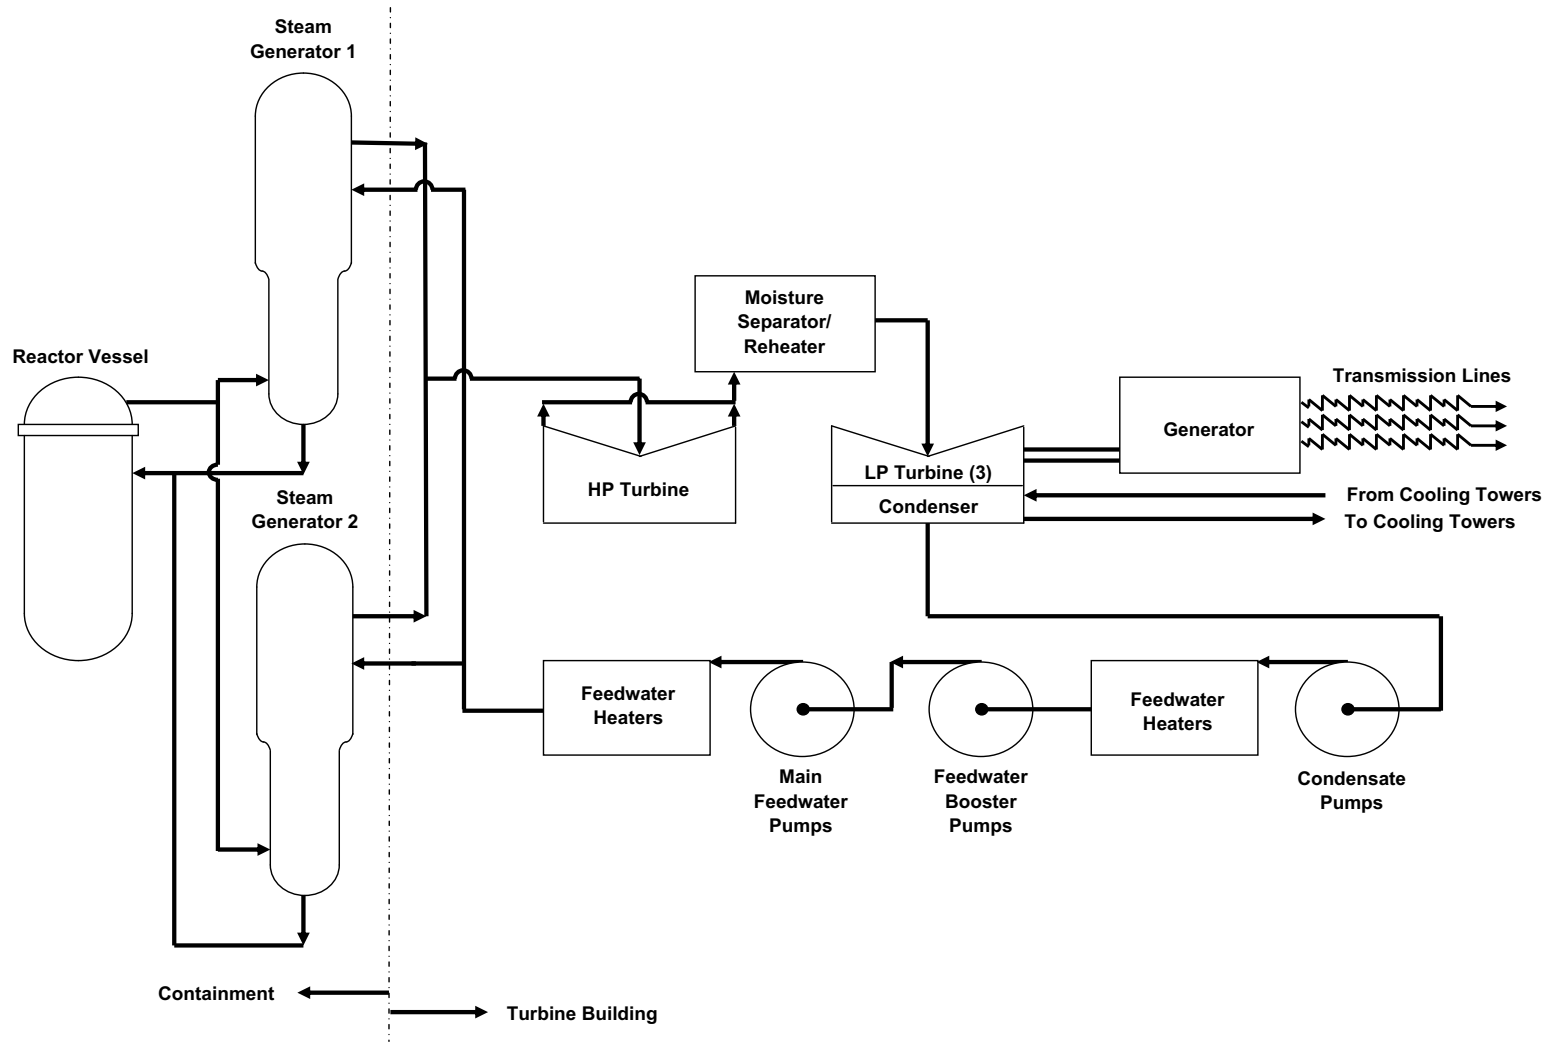 Steam
Generator 1
Reactor Vessel
Steam
Generator 2
Moisture
Separator/
Reheater
HP Turbine
LP Turbine (3)
Condenser
Generator
Transmission Lines
From Cooling Towers
To Cooling Towers
Feedwater
Heaters
Main
Feedwater
Pumps
Feedwater
Booster
Pumps
Feedwater
Heaters
Condensate
Pumps
Containment
Turbine Building